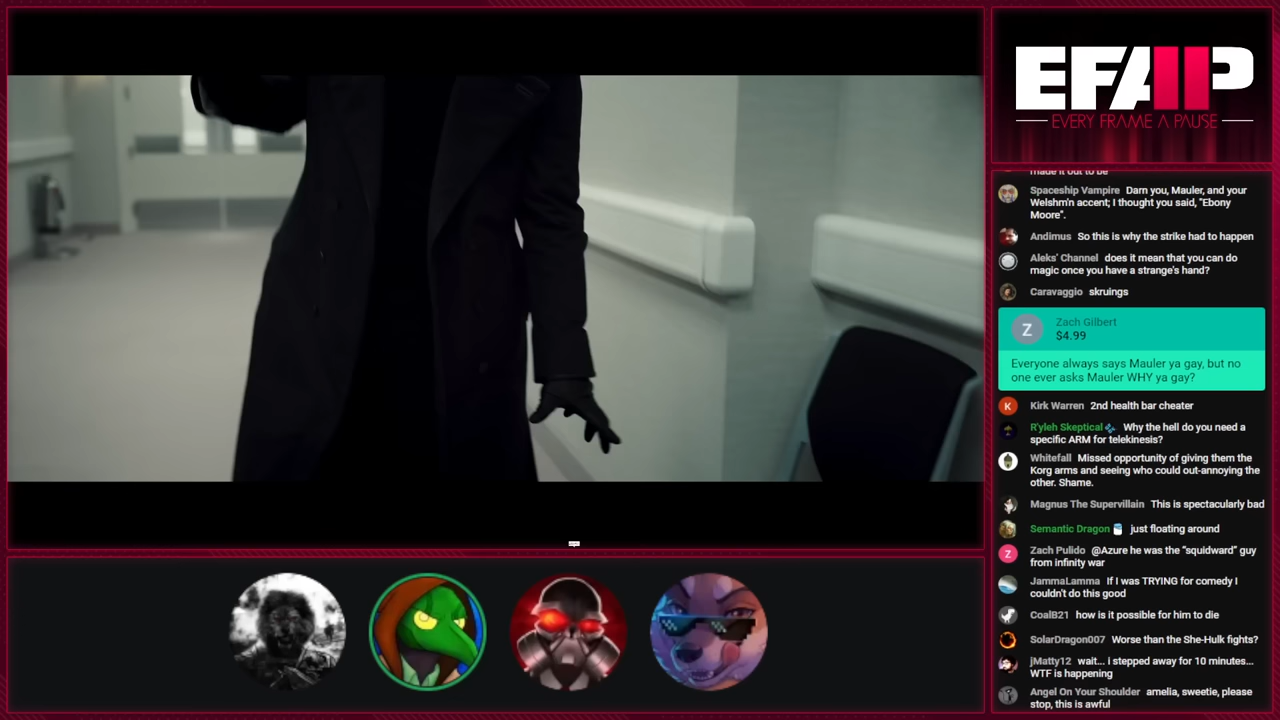 EFAP
EVERY FRAME A PAUSE
made it out to be
Spaceship Vampire Darn you, Mauler, and your
Welshm'n accent; I thought you said, "Ebony
Moore".
Andimus So this is why the strike had to happen
Aleks' Channel does it mean that you can do
magic once you have a strange's hand?
Caravaggio skruings
Z
Zach Gilbert
$4.99
Everyone always says Mauler ya gay, but no
one ever asks Mauler WHY ya gay?
K
Kirk Warren 2nd health bar cheater
R'yleh Skeptical Why the hell do you need a
specific ARM for telekinesis?
Whitefall Missed opportunity of giving them the
Korg arms and seeing who could out-annoying the
other. Shame.
Magnus The Supervillain This is spectacularly bad
Semantic Dragon just floating around
Z
Zach Pulido @Azure he was the "squidward" guy
from infinity war
JammaLamma If I was TRYING for comedy I
couldn't do this good
CoalB21 how is it possible for him to die
SolarDragon007 Worse than the She-Hulk fights?
jMatty12 wait... i stepped away for 10 minutes...
WTF is happening
Angel On Your Shoulder amelia, sweetie, please
stop, this is awful